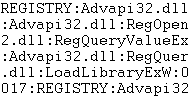 REGISTRY:Advapi32.dll
:Advapi32.dll:RegOpen
2.dll:RegQueryValueEx
:Advapi32.dll:RegQuer
.dll:LoadLibraryExW:0
017:REGISTRY:Advapi32